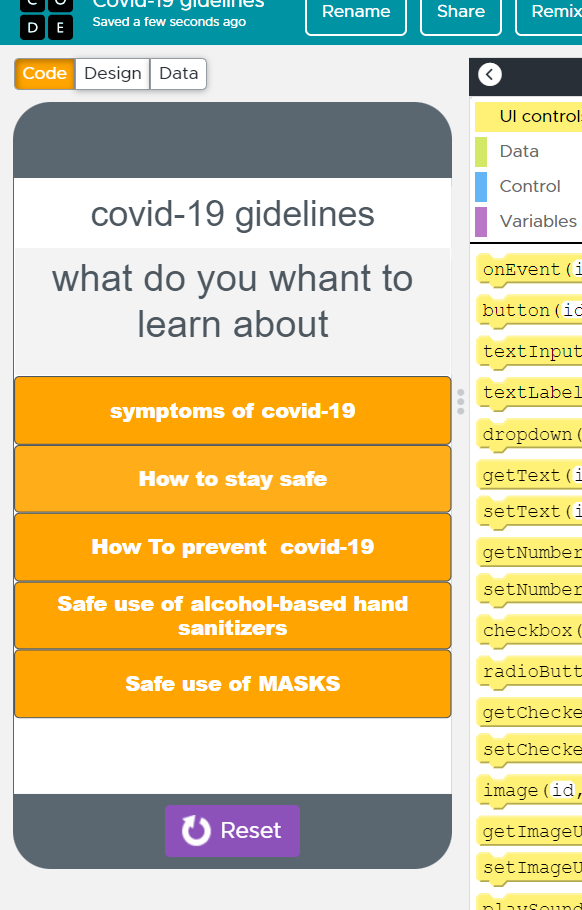 C O
D E
Covid-19 gidelines
Saved a few seconds ago
Rename
Share
Remix
Code
Design
Data
UI control
Data
Control
Variables
covid-19 gidelines
what do you whant to
learn about
symptoms of covid-19
How to stay safe
How To prevent  covid-19
Safe use of alcohol-based hand
sanitizers
Safe use of MASKS
Reset
onEvent(i
button(id
textInput
textLabel
dropdown(
getText(i
setText(i
getNumber
setNumber
checkbox(
radioButt
getChecke
setChecke
image(id,
getImageU
setImageU
playSound